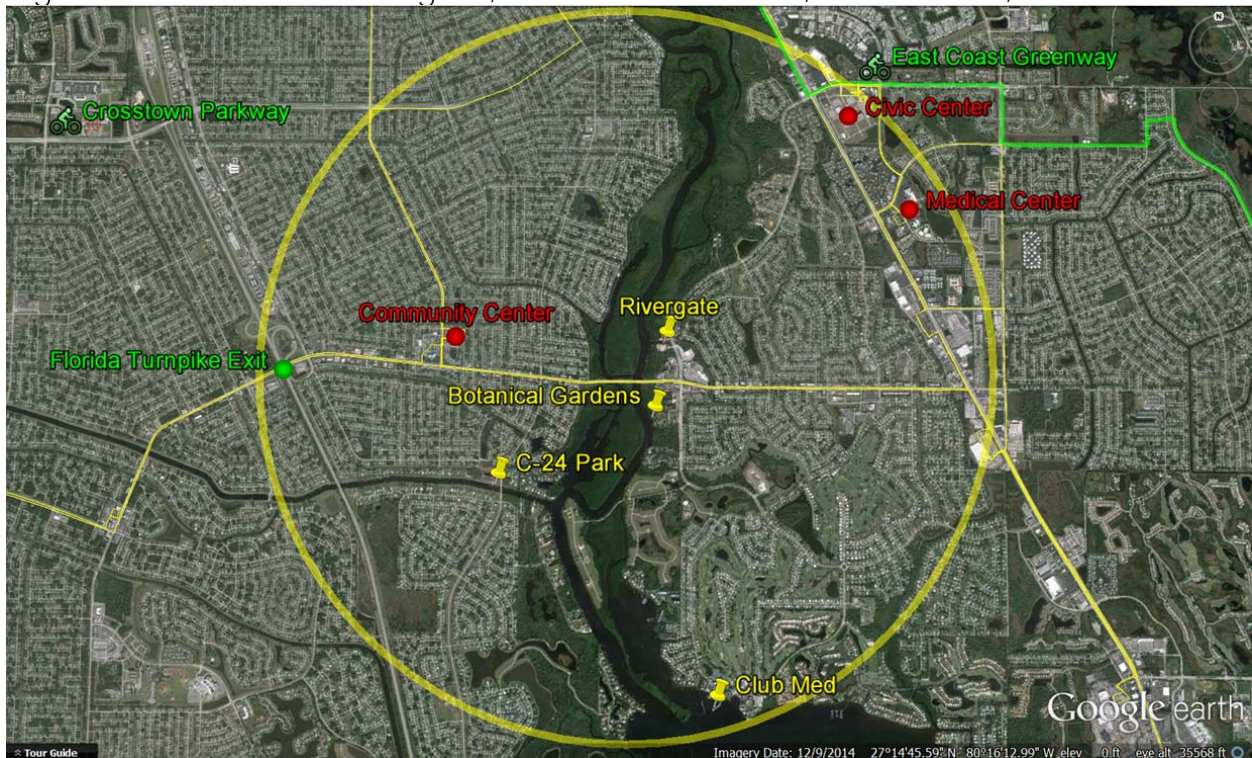 East Coast Greenway
Crosstown Parkway
Civic Center
Medical Center
Rivergate
Community Center
Florida Turnpike Exit
Botanical Gardens
C-24 Park
Club Med
Google earth
Tour Guide
Imagery Date: 12/9/2014 27°14'45.59" N 80°16'12.99" W elev 0 ft eye alt 35568 ft